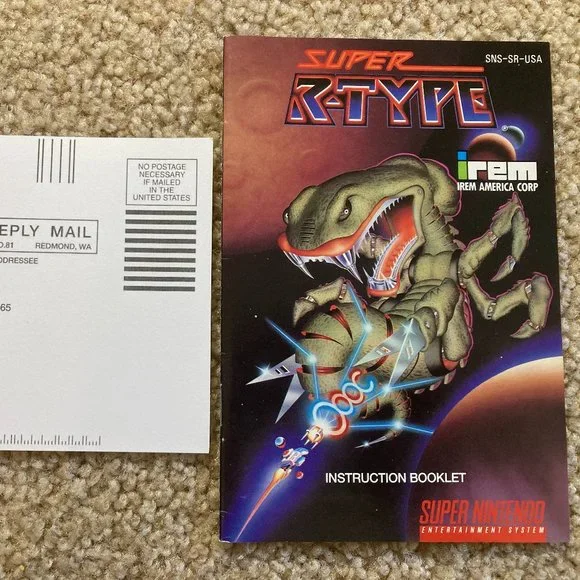 NO POSTAGE
NECESSARY
IF MAILED
IN THE
UNITED STATES
EPLY MAIL
O.81 REDMOND, WA
DDRESSEE
65
SUPER
R-TYPE
SNS-SR-USA
irem
IREM AMERICA CORP
INSTRUCTION BOOKLET
SUPER NINTENDO
ENTERTAINMENT SYSTEM